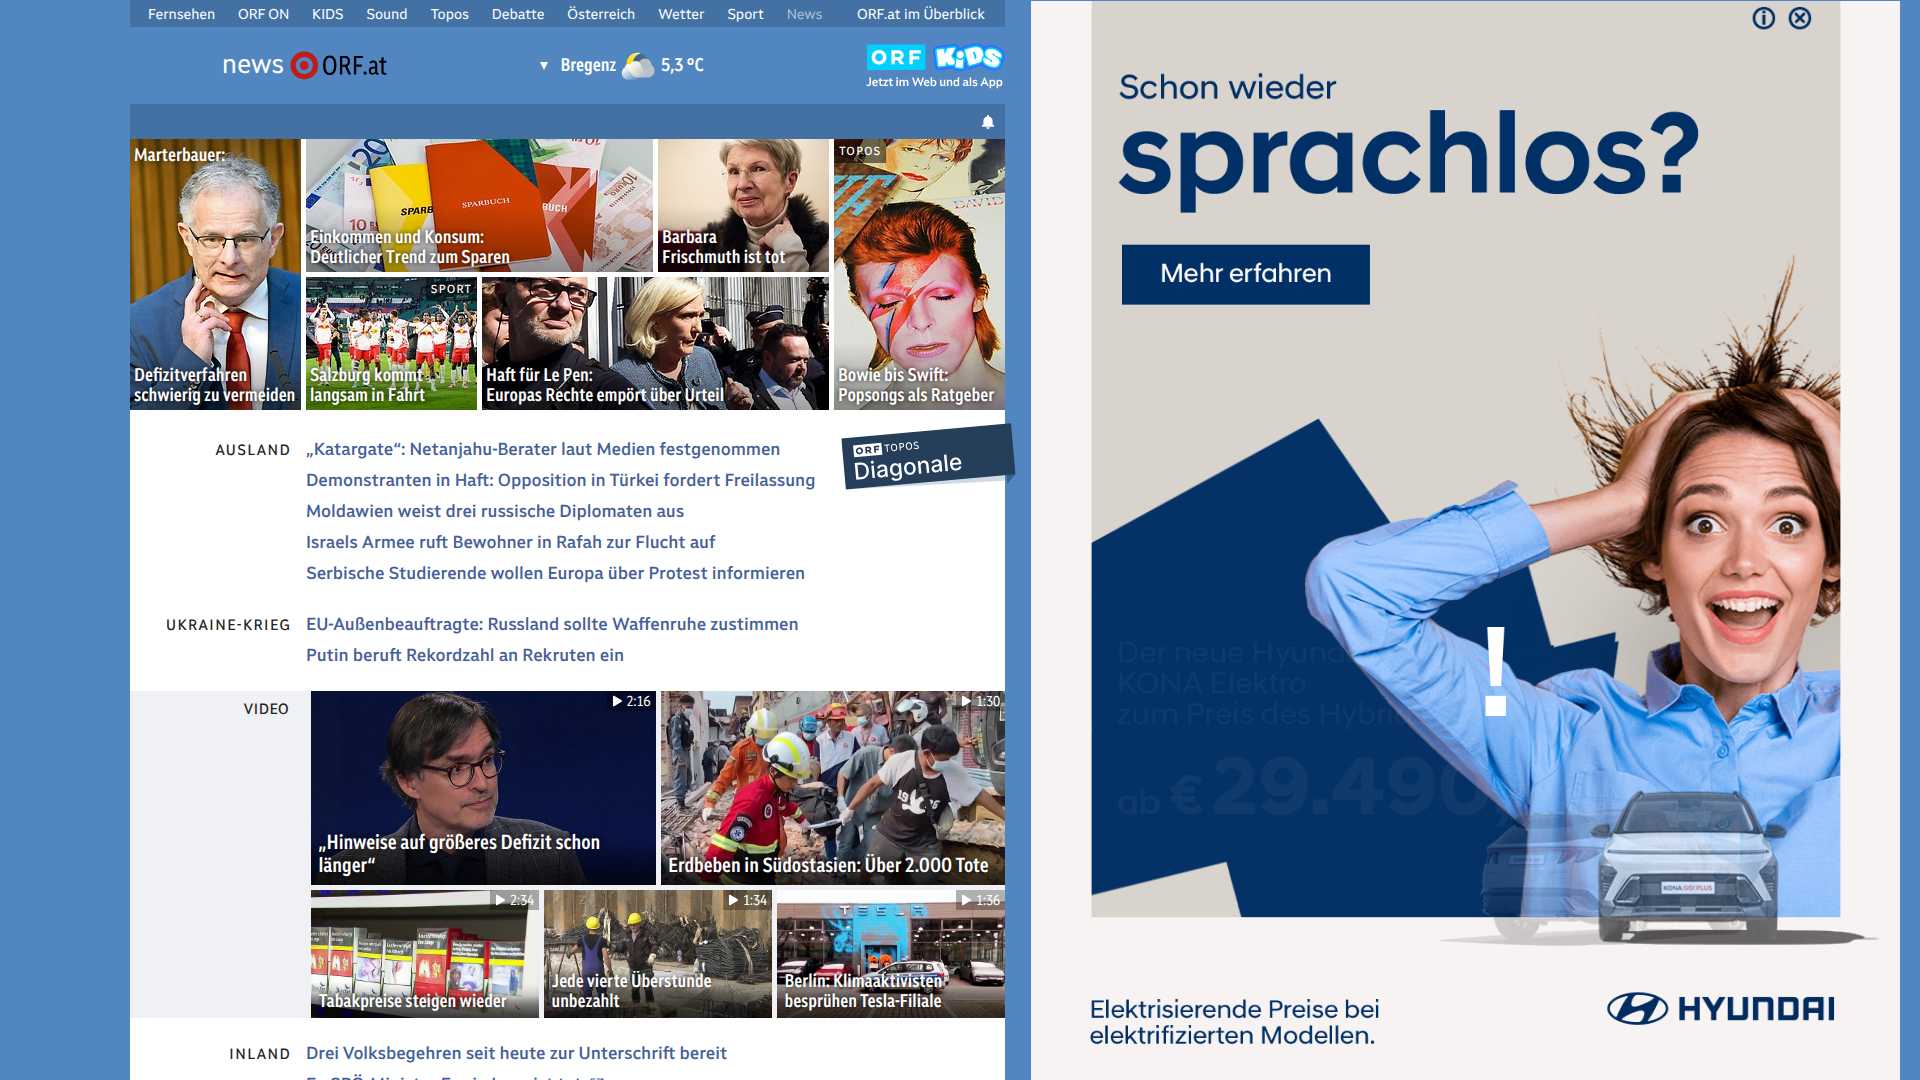 Fernsehen ORF ON KIDS Sound Topos Debatte Österreich Wetter Sport News ORF.at im Überblick
news ORF.at
Bregenz 5,3 °C
ORF KiDS
Jetzt im Web und als App
Marterbauer:
Defizitverfahren
schwierig zu vermeiden
SPARBUCH
Einkommen und Konsum:
Deutlicher Trend zum Sparen
Barbara
Frischmuth ist tot
TOPOS
DAVID
Bowie bis Swift:
Popsongs als Ratgeber
SPORT
Salzburg kommt
langsam in Fahrt
Haft für Le Pen:
Europas Rechte empört über Urteil
AUSLAND
„Katargate“: Netanjahu-Berater laut Medien festgenommen
Demonstranten in Haft: Opposition in Türkei fordert Freilassung
Moldawien weist drei russische Diplomaten aus
Israels Armee ruft Bewohner in Rafah zur Flucht auf
Serbische Studierende wollen Europa über Protest informieren
ORF TOPOS
Diagonale
UKRAINE-KRIEG
EU-Außenbeauftragte: Russland sollte Waffenruhe zustimmen
Putin beruft Rekordzahl an Rekruten ein
VIDEO
2:16
„Hinweise auf größeres Defizit schon
länger“
1:30
Erdbeben in Südostasien: Über 2.000 Tote
2:34
Tabakpreise steigen wieder
1:34
Jede vierte Überstunde
unbezahlt
1:36
TESLA
Berlin: Klimaaktivisten
besprühen Tesla-Filiale
INLAND
Drei Volksbegehren seit heute zur Unterschrift bereit
Schon wieder
sprachlos?
Mehr erfahren
!
Der neue Hyundai
KONA Elektro
zum Preis des Hybrid
ab € 29.490
Elektrisierende Preise bei
elektrifizierten Modellen.
HYUNDAI